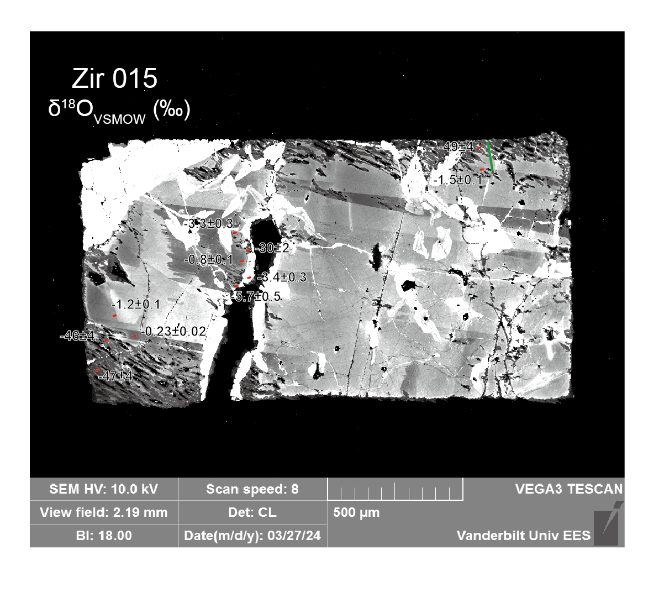 Zir 015
δ¹⁸O_VSMOW (‰)
-49±4
-1.5±0.1
-3.3±0.3
-30±2
-0.8±0.1
-3.4±0.3
-5.7±0.5
-1.2±0.1
-46±4
-0.23±0.02
-47±4
SEM HV: 10.0 kV
Scan speed: 8
VEGA3 TESCAN
View field: 2.19 mm
Det: CL
500 µm
BI: 18.00
Date(m/d/y): 03/27/24
Vanderbilt Univ EES